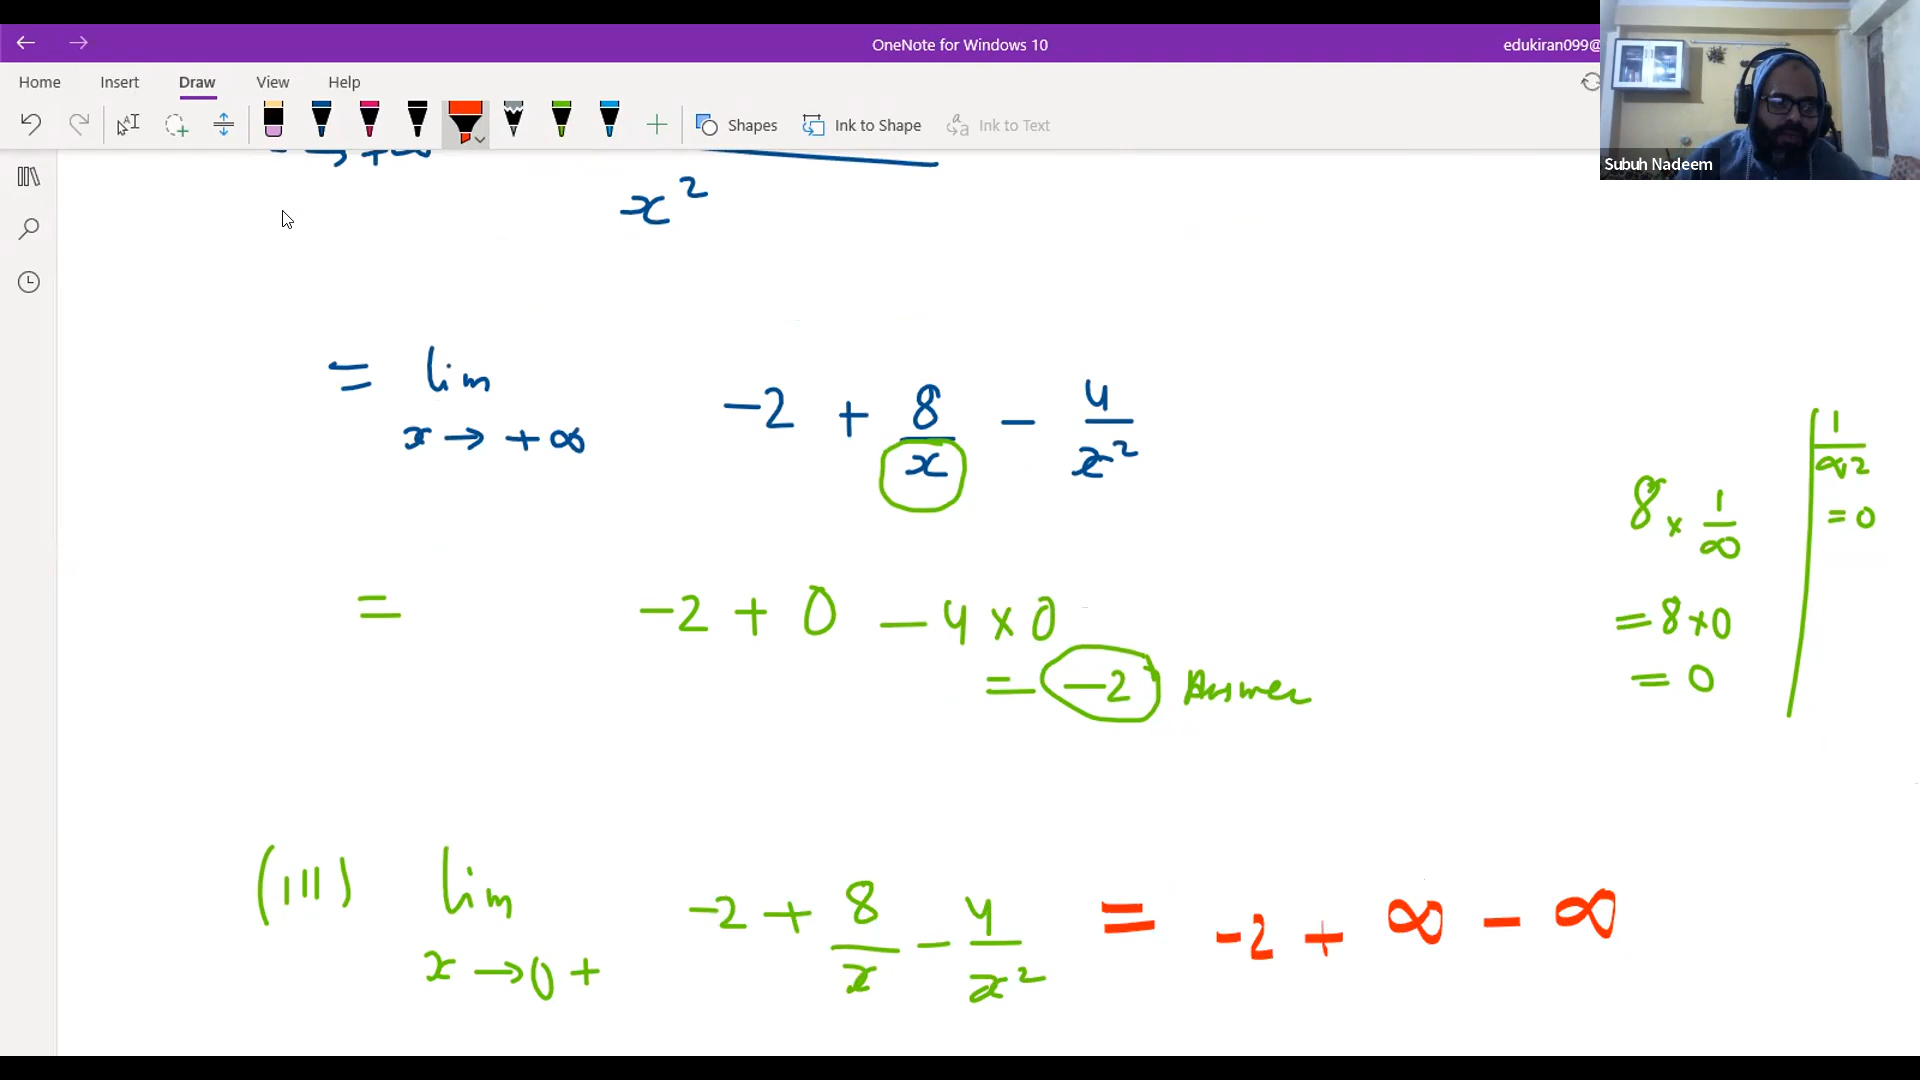 OneNote for Windows 10
edukiran099@
Home Insert Draw View Help
Shapes Ink to Shape Ink to Text
Subuh Nadeem
x → +∞
x²
= lim x → +∞ -2 + 8/x - 4/x²
= -2 + 0 - 4 × 0
= -2 Answer
8 × 1/∞
= 8 × 0
= 0
1/∞²
= 0
(III) lim x → 0+ -2 + 8/x - 4/x² = -2 + ∞ - ∞